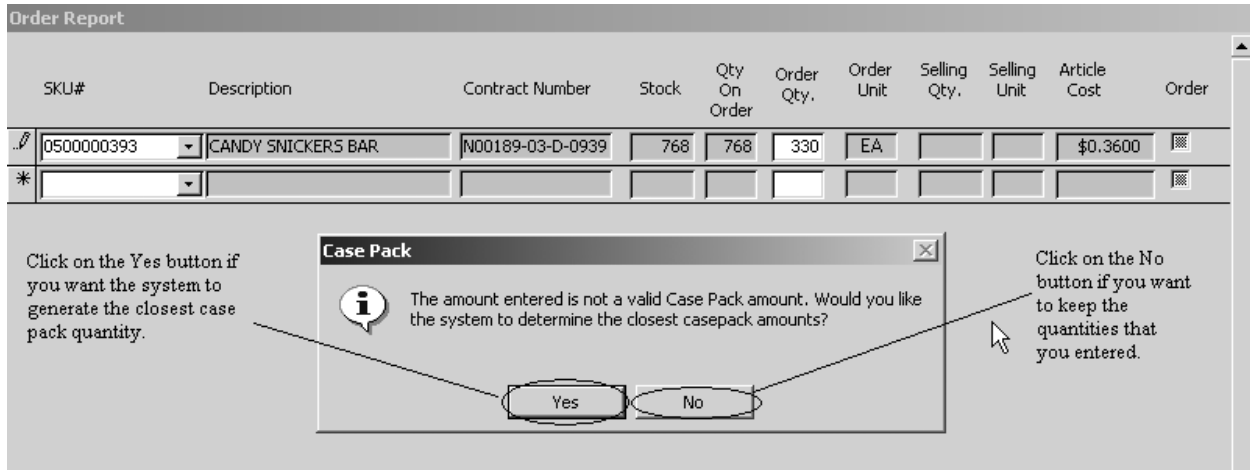 Order Report
SKU# Description Contract Number Stock Qty On Order Order Qty. Order Unit Selling Qty. Selling Unit Article Cost Order
0500000393 CANDY SNICKERS BAR N00189-03-D-0939 768 768 330 EA $0.3600
*
Click on the Yes button if
you want the system to
generate the closest case
pack quantity.
Case Pack
The amount entered is not a valid Case Pack amount. Would you like
the system to determine the closest casepack amounts?
Yes No
Click on the No
button if you want
to keep the
quantities that
you entered.